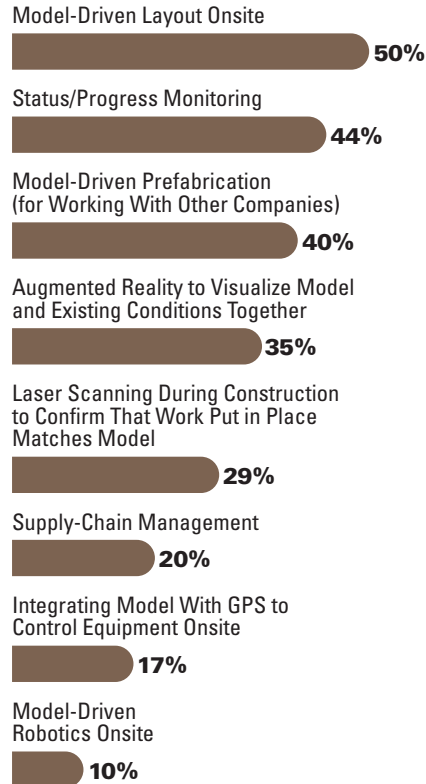 Model-Driven Layout Onsite
50%
Status/Progress Monitoring
44%
Model-Driven Prefabrication
(for Working With Other Companies)
40%
Augmented Reality to Visualize Model
and Existing Conditions Together
35%
Laser Scanning During Construction
to Confirm That Work Put in Place
Matches Model
29%
Supply-Chain Management
20%
Integrating Model With GPS to
Control Equipment Onsite
17%
Model-Driven
Robotics Onsite
10%